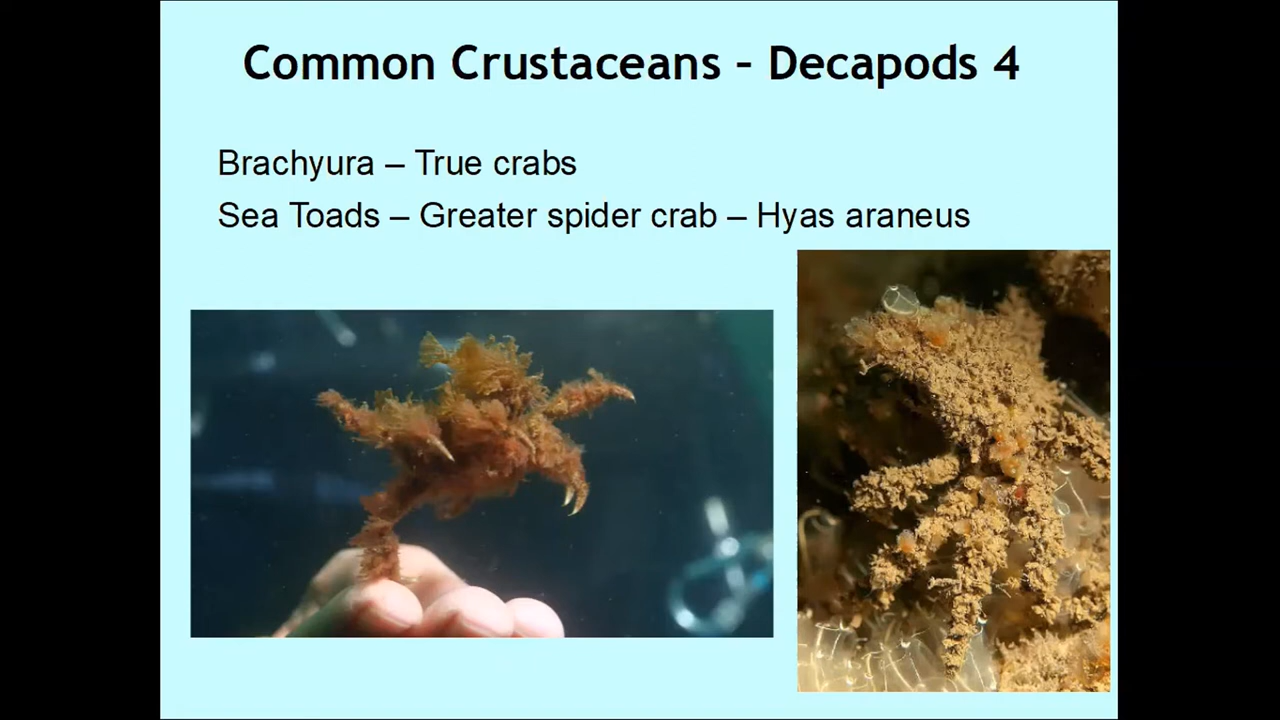 Common Crustaceans – Decapods 4
Brachyura – True crabs
Sea Toads – Greater spider crab – Hyas araneus